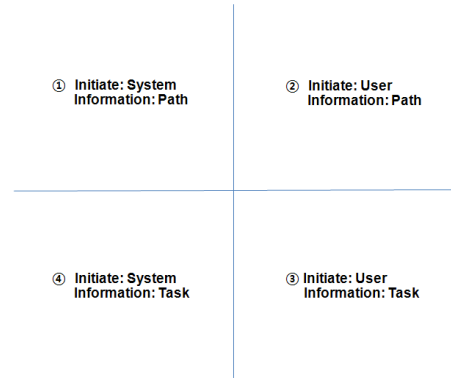 ① Initiate: System
Information: Path
② Initiate: User
Information: Path
④ Initiate: System
Information: Task
③ Initiate: User
Information: Task